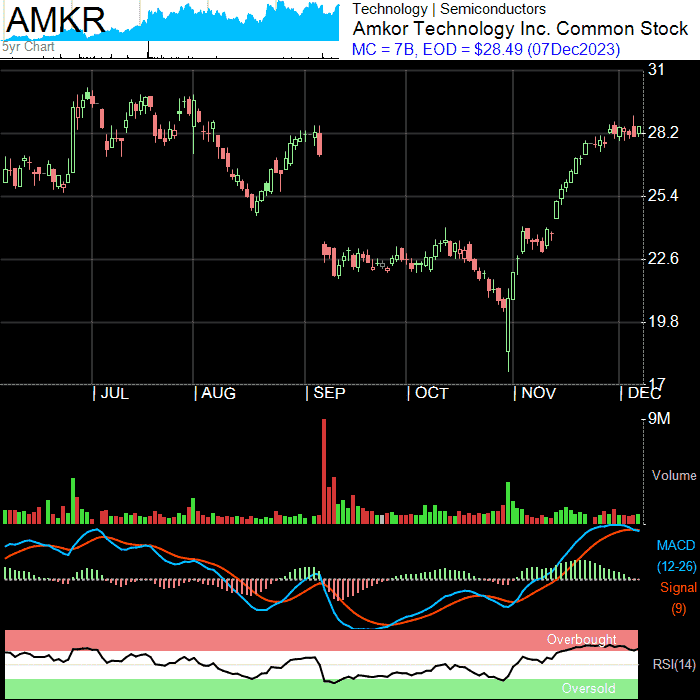 AMKR
5yr Chart
Technology | Semiconductors
Amkor Technology Inc. Common Stock
MC = 7B, EOD = $28.49 (07Dec2023)
31
28.2
25.4
22.6
19.8
17
JUL
AUG
SEP
OCT
NOV
DEC
9M
Volume
MACD
(12-26)
Signal
(9)
Overbought
RSI(14)
Oversold